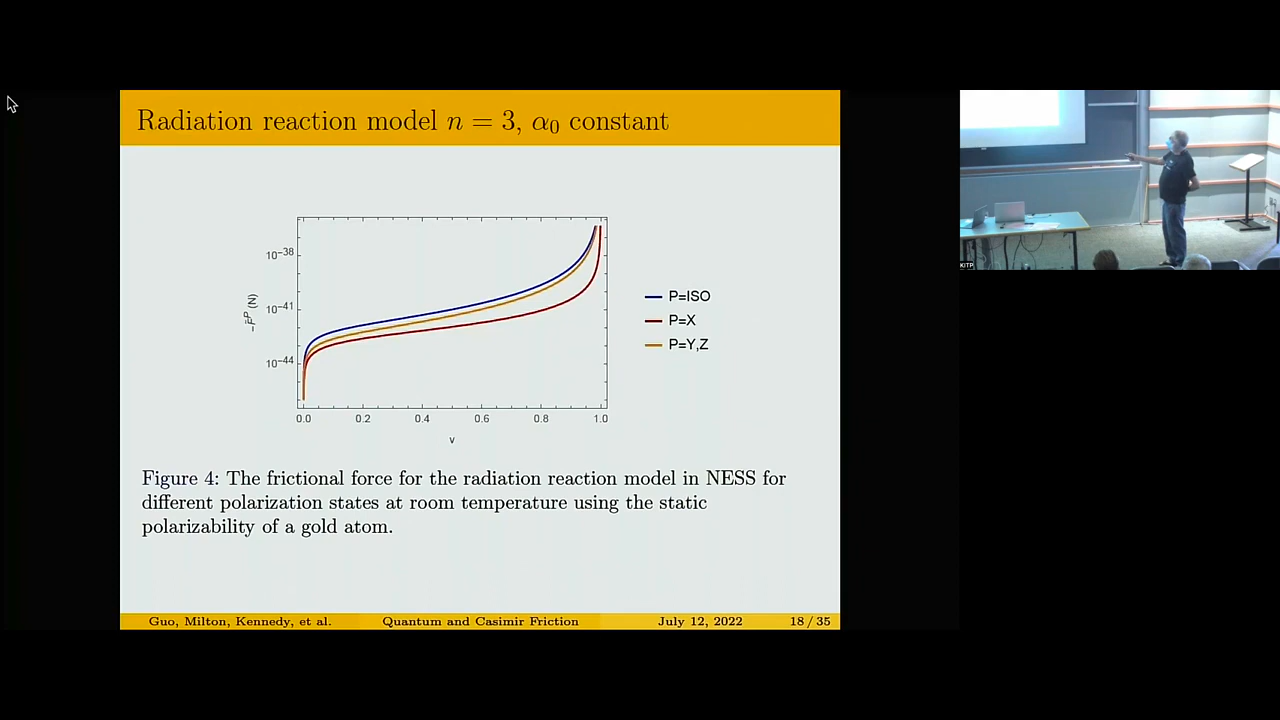 Radiation reaction model n = 3, α₀ constant
10⁻³⁸
10⁻⁴¹
10⁻⁴⁴
−F̄ᴾ (N)
0.0 0.2 0.4 0.6 0.8 1.0
v
P=ISO
P=X
P=Y,Z
Figure 4: The frictional force for the radiation reaction model in NESS for
different polarization states at room temperature using the static
polarizability of a gold atom.
Guo, Milton, Kennedy, et al. Quantum and Casimir Friction July 12, 2022 18 / 35
KITP